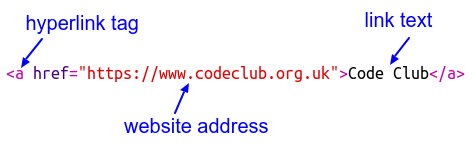 hyperlink tag
link text
<a href="https://www.codeclub.org.uk">Code Club</a>
website address